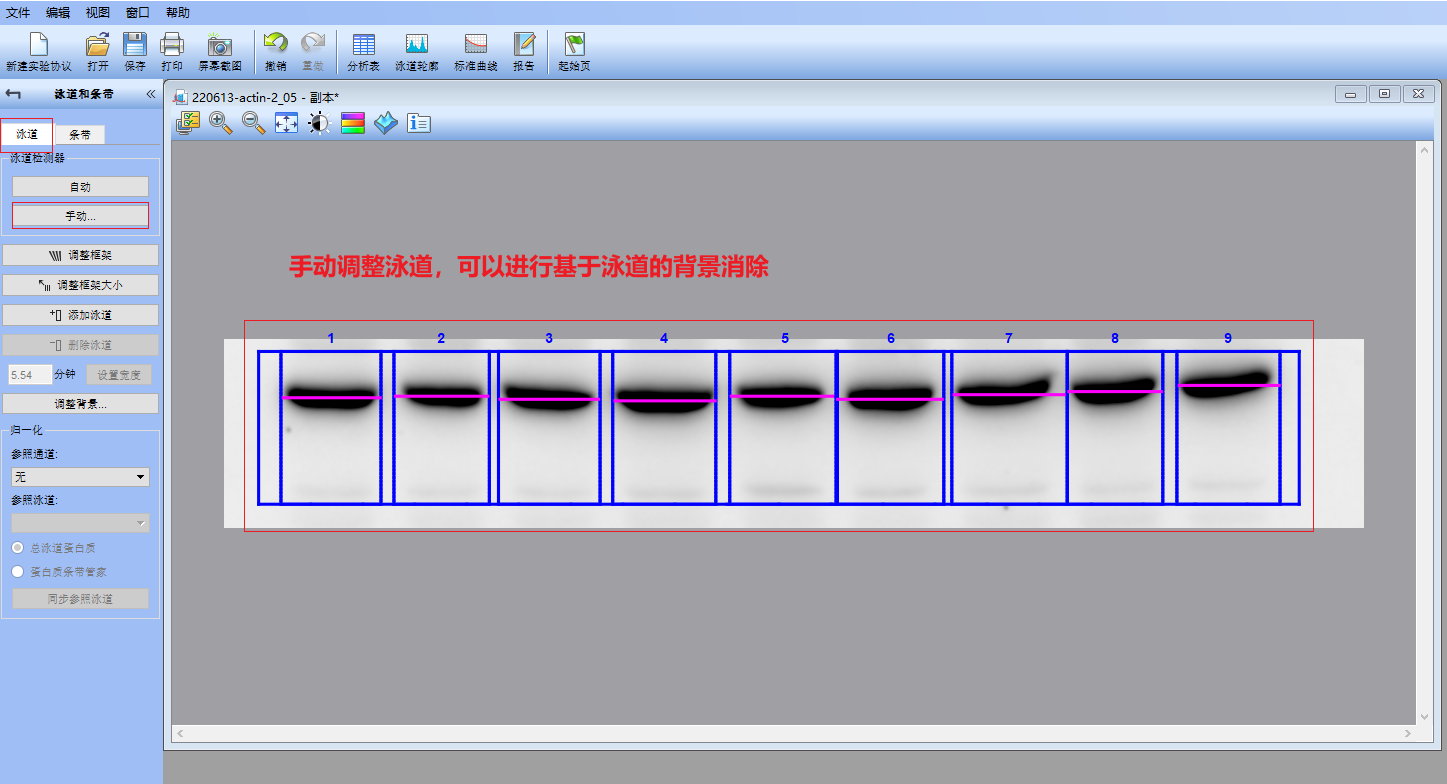 文件 编辑 视图 窗口 帮助
新建实验协议 打开 保存 打印 屏幕截图 撤销 重做 分析表 泳道轮廓 标准曲线 报告 起始页
泳道和条带 «
220613-actin-2_05 - 副本*
泳道 条带
泳道检测器
自动
手动...
调整框架
调整框架大小
添加泳道
删除泳道
5.54 分钟 设置宽度
调整背景...
归一化
参照通道:
无
参照泳道:
总泳道蛋白质
蛋白质条带管家
同步参照泳道
手动调整泳道，可以进行基于泳道的背景消除
1 2 3 4 5 6 7 8 9